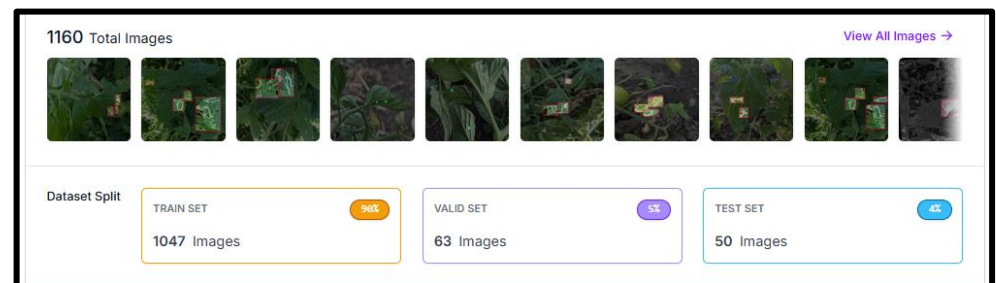 1160 Total Images
View All Images →
Dataset Split
TRAIN SET
90%
1047 Images
VALID SET
5%
63 Images
TEST SET
4%
50 Images